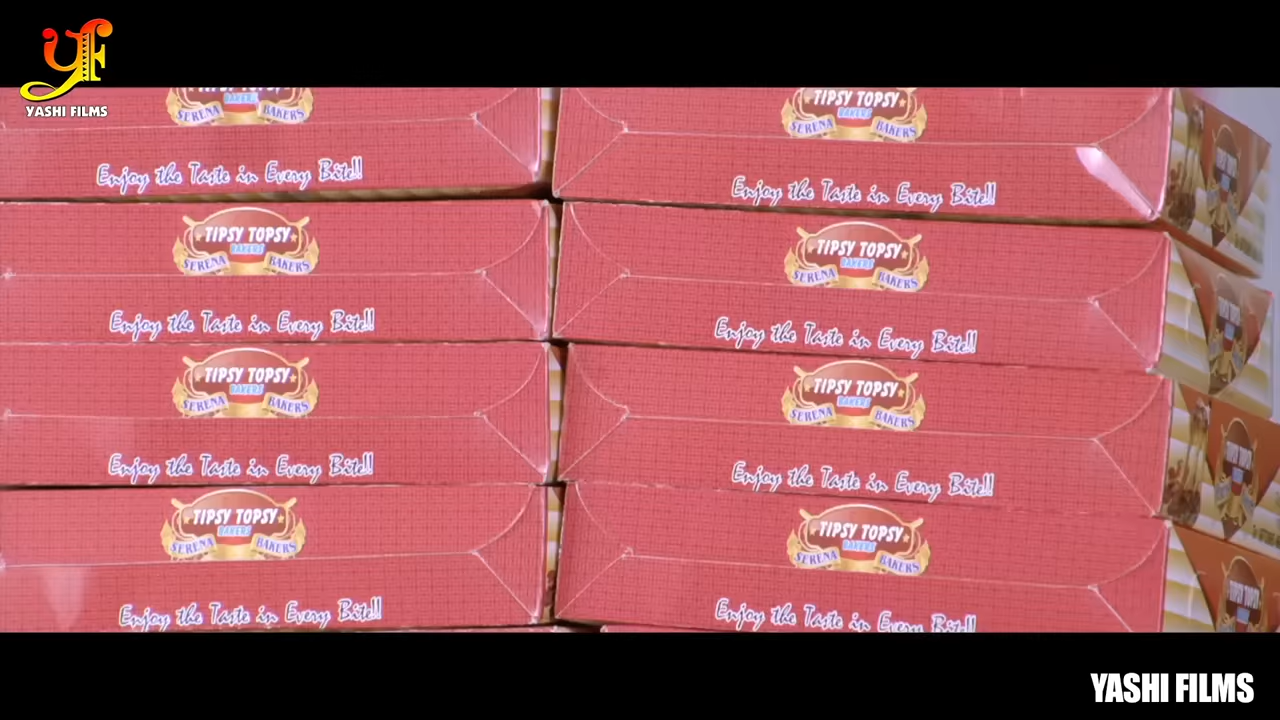 YASHI FILMS
TIPSY TOPSY
BAKERS
SERENA BAKERS
Enjoy the Taste in Every Bite!!
TIPSY TOPSY
BAKERS
SERENA BAKERS
Enjoy the Taste in Every Bite!!
TIPSY TOPSY
BAKERS
SERENA BAKERS
Enjoy the Taste in Every Bite!!
TIPSY TOPSY
BAKERS
SERENA BAKERS
Enjoy the Taste in Every Bite!!
TIPSY TOPSY
BAKERS
SERENA BAKERS
Enjoy the Taste in Every Bite!!
TIPSY TOPSY
BAKERS
SERENA BAKERS
Enjoy the Taste in Every Bite!!
TIPSY TOPSY
BAKERS
SERENA BAKERS
Enjoy the Taste in Every Bite!!
TIPSY TOPSY
BAKERS
SERENA BAKERS
Enjoy the Taste in Every Bite!!
YASHI FILMS